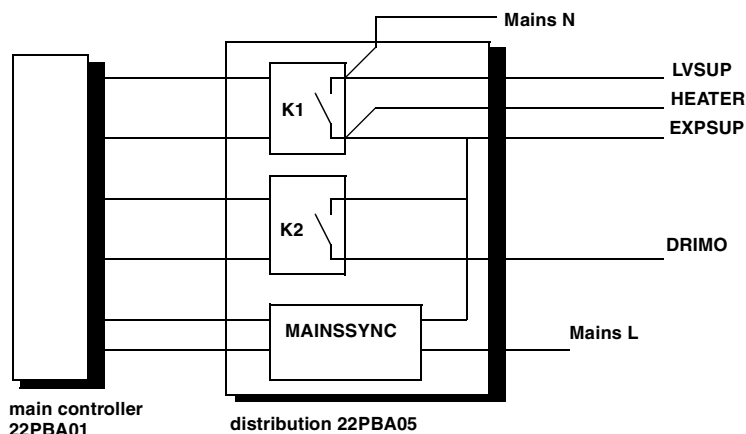 Mains N
LVSUP
HEATER
K1
EXPSUP
K2
DRIMO
MAINSSYNC
Mains L
main controller
22PBA01
distribution 22PBA05